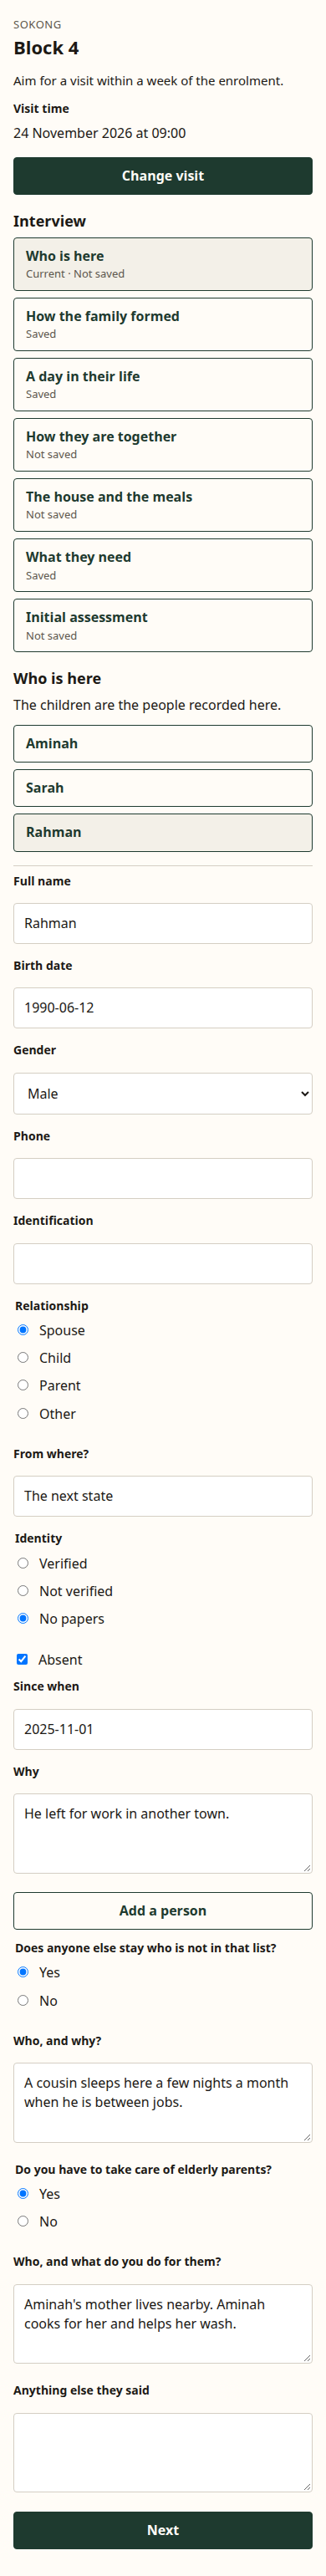 SOKONG
Block 4
Aim for a visit within a week of the enrolment.
Visit time
24 November 2026 at 09:00
Change visit
Interview
Who is here
Current · Not saved
How the family formed
Saved
A day in their life
Saved
How they are together
Not saved
The house and the meals
Not saved
What they need
Saved
Initial assessment
Not saved
Who is here
The children are the people recorded here.
Aminah
Sarah
Rahman
Full name
Rahman
Birth date
1990-06-12
Gender
Male
Phone
Identification
Relationship
Spouse
Child
Parent
Other
From where?
The next state
Identity
Verified
Not verified
No papers
Absent
Since when
2025-11-01
Why
He left for work in another town.
Add a person
Does anyone else stay who is not in that list?
Yes
No
Who, and why?
A cousin sleeps here a few nights a month
when he is between jobs.
Do you have to take care of elderly parents?
Yes
No
Who, and what do you do for them?
Aminah's mother lives nearby. Aminah
cooks for her and helps her wash.
Anything else they said
Next